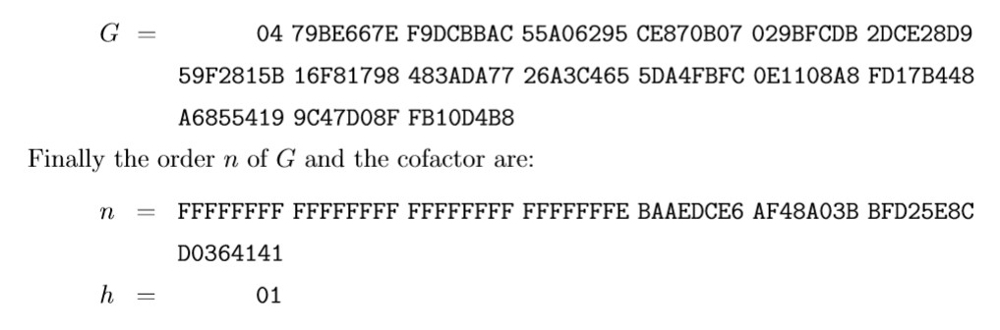 G = 04 79BE667E F9DCBBAC 55A06295 CE870B07 029BFCDB 2DCE28D9
59F2815B 16F81798 483ADA77 26A3C465 5DA4FBFC 0E1108A8 FD17B448
A6855419 9C47D08F FB10D4B8
Finally the order n of G and the cofactor are:
n = FFFFFFFF FFFFFFFF FFFFFFFF FFFFFFFE BAAEDCE6 AF48A03B BFD25E8C
D0364141
h = 01